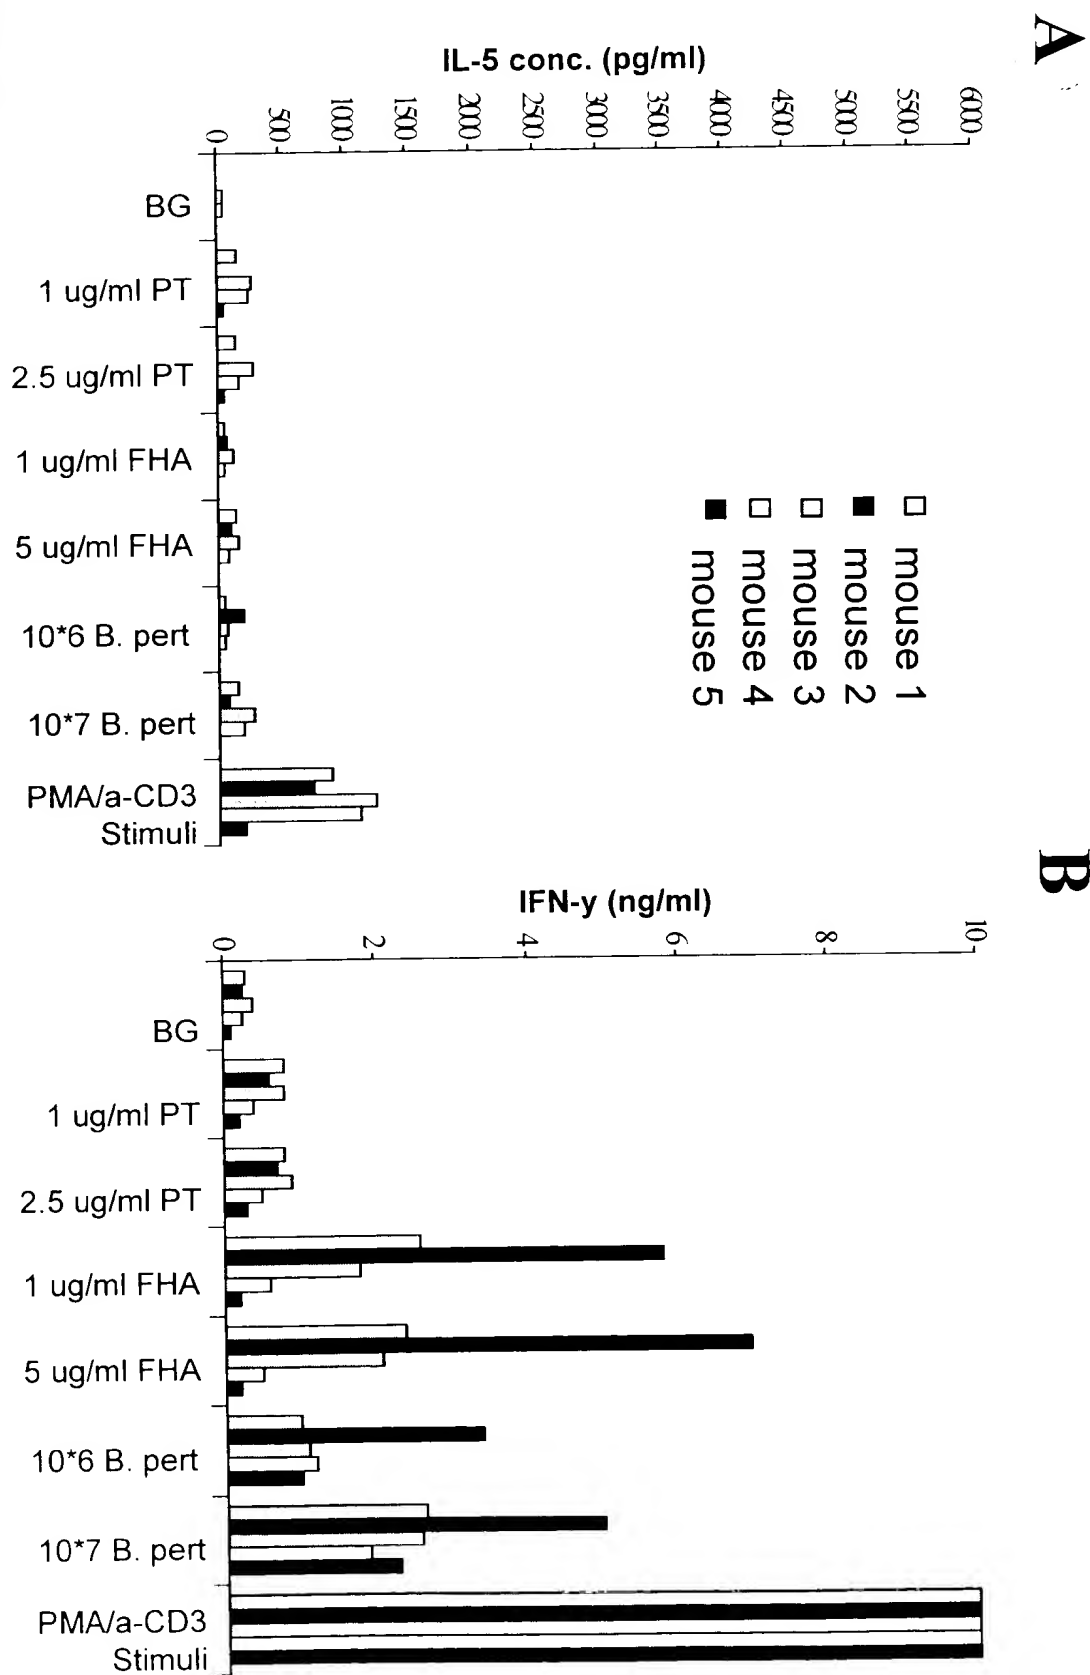 A
IL-5 conc. (pg/ml)
0
500
1000
1500
2000
2500
3000
3500
4000
4500
5000
5500
6000
BG
1 ug/ml PT
2.5 ug/ml PT
1 ug/ml FHA
5 ug/ml FHA
10*6 B. pert
10*7 B. pert
PMA/a-CD3
Stimuli
mouse 1
mouse 2
mouse 3
mouse 4
mouse 5
B
IFN-y (ng/ml)
0
2
4
6
8
10
BG
1 ug/ml PT
2.5 ug/ml PT
1 ug/ml FHA
5 ug/ml FHA
10*6 B. pert
10*7 B. pert
PMA/a-CD3
Stimuli